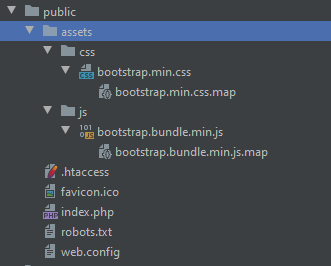 public
assets
css
bootstrap.min.css
bootstrap.min.css.map
js
bootstrap.bundle.min.js
bootstrap.bundle.min.js.map
.htaccess
favicon.ico
index.php
robots.txt
web.config